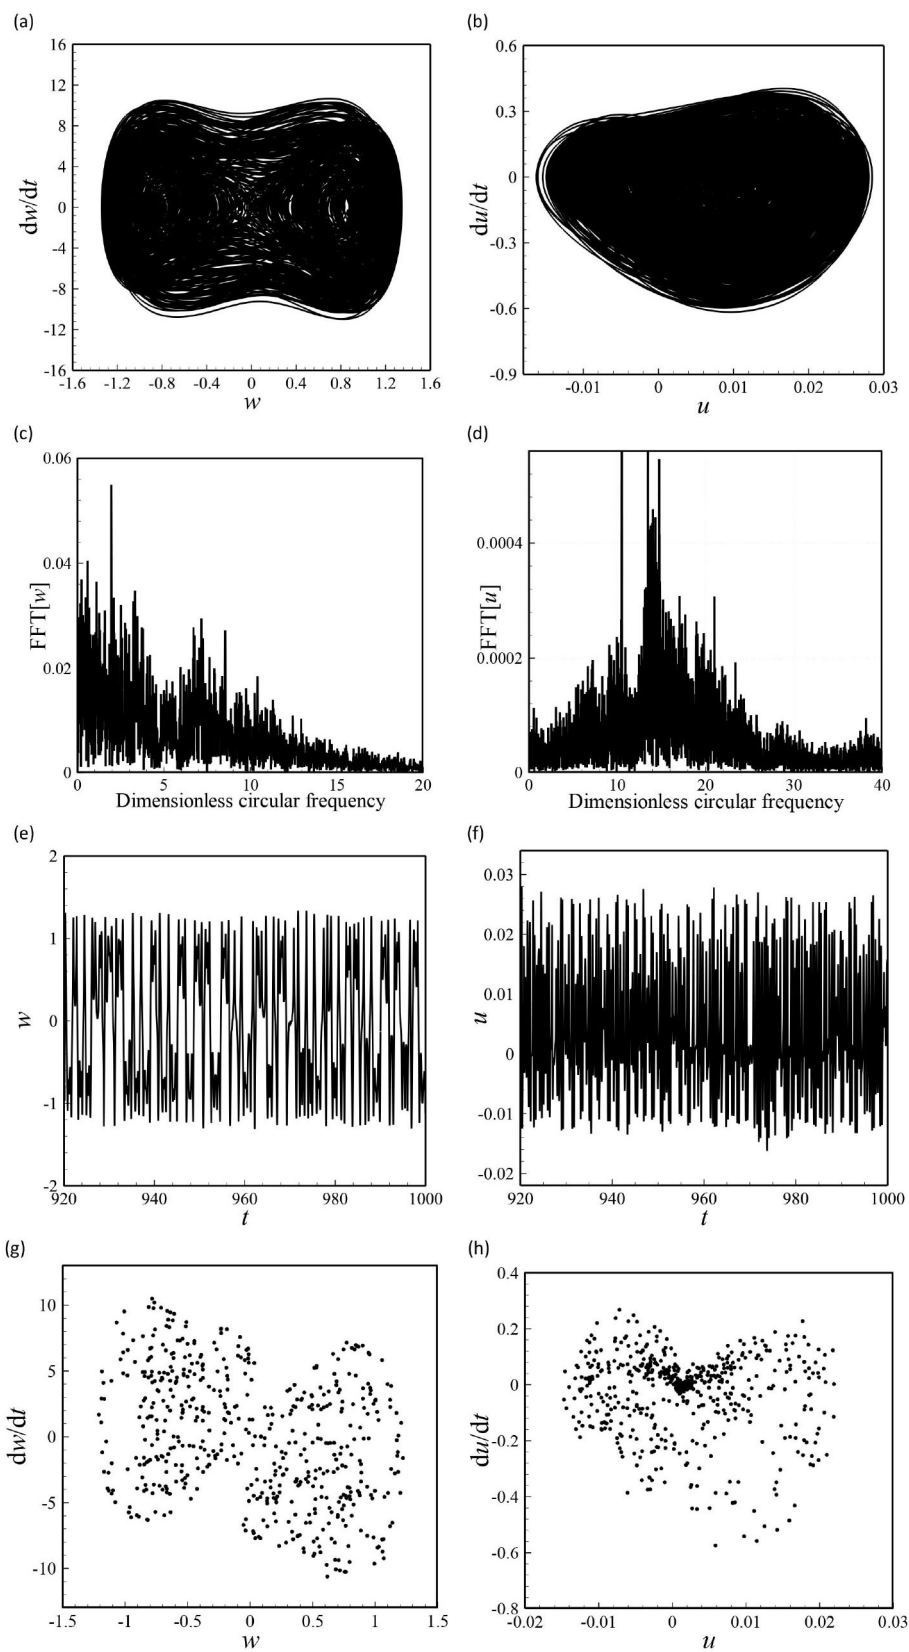 (a)
16
12
8
4
0
-4
-8
-12
-16
dw/dt
-1.6 -1.2 -0.8 -0.4 0 0.4 0.8 1.2 1.6
w
(b)
0.6
0.3
0
-0.3
-0.6
-0.9
du/dt
-0.01 0 0.01 0.02 0.03
u
(c)
0.06
0.04
0.02
0
FFT[w]
0 5 10 15 20
Dimensionless circular frequency
(d)
0.0004
0.0002
0
FFT[u]
0 10 20 30 40
Dimensionless circular frequency
(e)
2
1
0
-1
-2
w
920 940 960 980 1000
t
(f)
0.03
0.02
0.01
0
-0.01
-0.02
u
920 940 960 980 1000
t
(g)
10
5
0
-5
-10
dw/dt
-1.5 -1 -0.5 0 0.5 1 1.5
w
(h)
0.4
0.2
0
-0.2
-0.4
-0.6
-0.8
du/dt
-0.02 -0.01 0 0.01 0.02 0.03
u